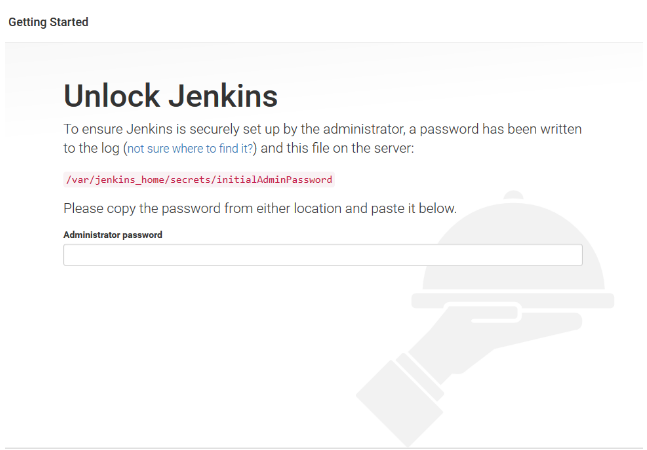 Getting Started
Unlock Jenkins
To ensure Jenkins is securely set up by the administrator, a password has been written
to the log (not sure where to find it?) and this file on the server:
/var/jenkins_home/secrets/initialAdminPassword
Please copy the password from either location and paste it below.
Administrator password